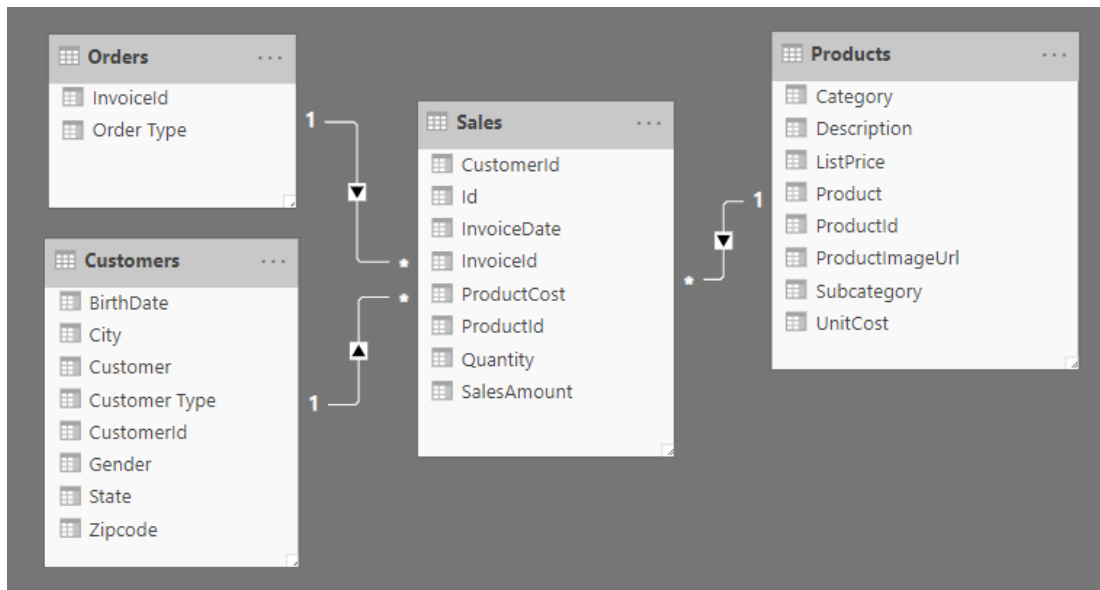 Orders
InvoiceId
Order Type
Customers
BirthDate
City
Customer
Customer Type
CustomerId
Gender
State
Zipcode
1
*
*
1
Sales
CustomerId
Id
InvoiceDate
InvoiceId
ProductCost
ProductId
Quantity
SalesAmount
1
*
Products
Category
Description
ListPrice
Product
ProductId
ProductImageUrl
Subcategory
UnitCost